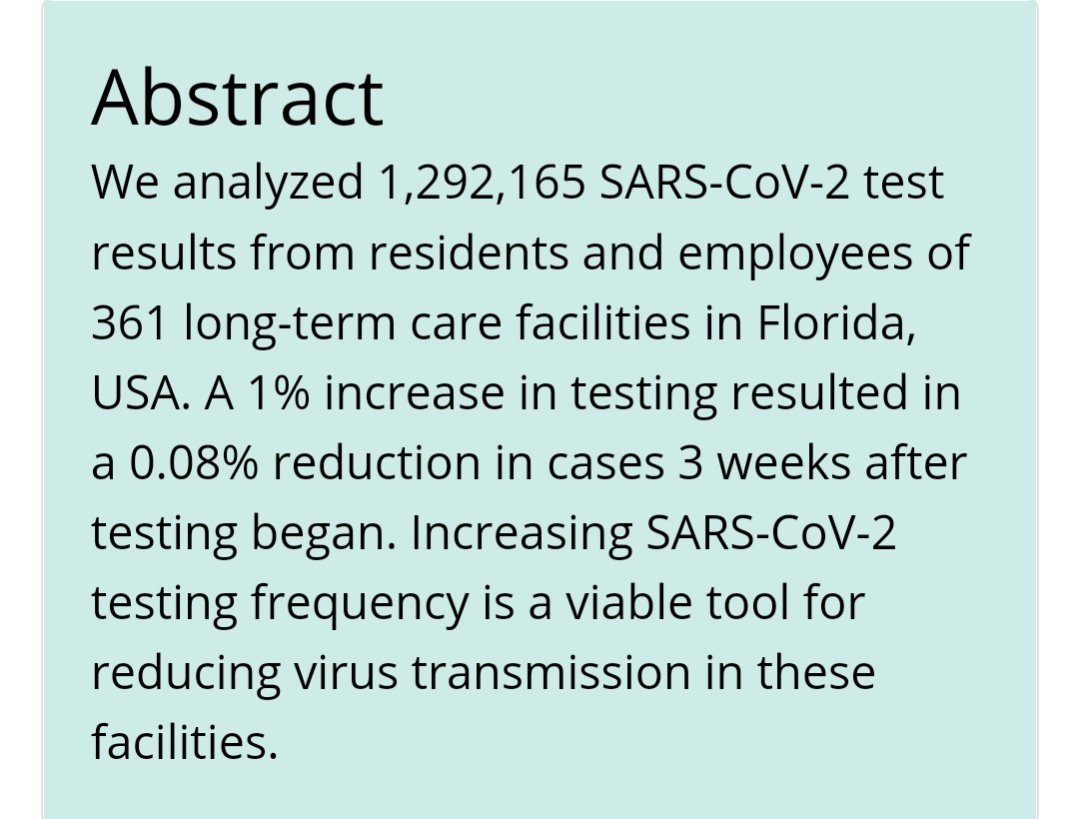 Abstract
We analyzed 1,292,165 SARS-CoV-2 test
results from residents and employees of
361 long-term care facilities in Florida,
USA. A 1% increase in testing resulted in
a 0.08% reduction in cases 3 weeks after
testing began. Increasing SARS-CoV-2
testing frequency is a viable tool for
reducing virus transmission in these
facilities.